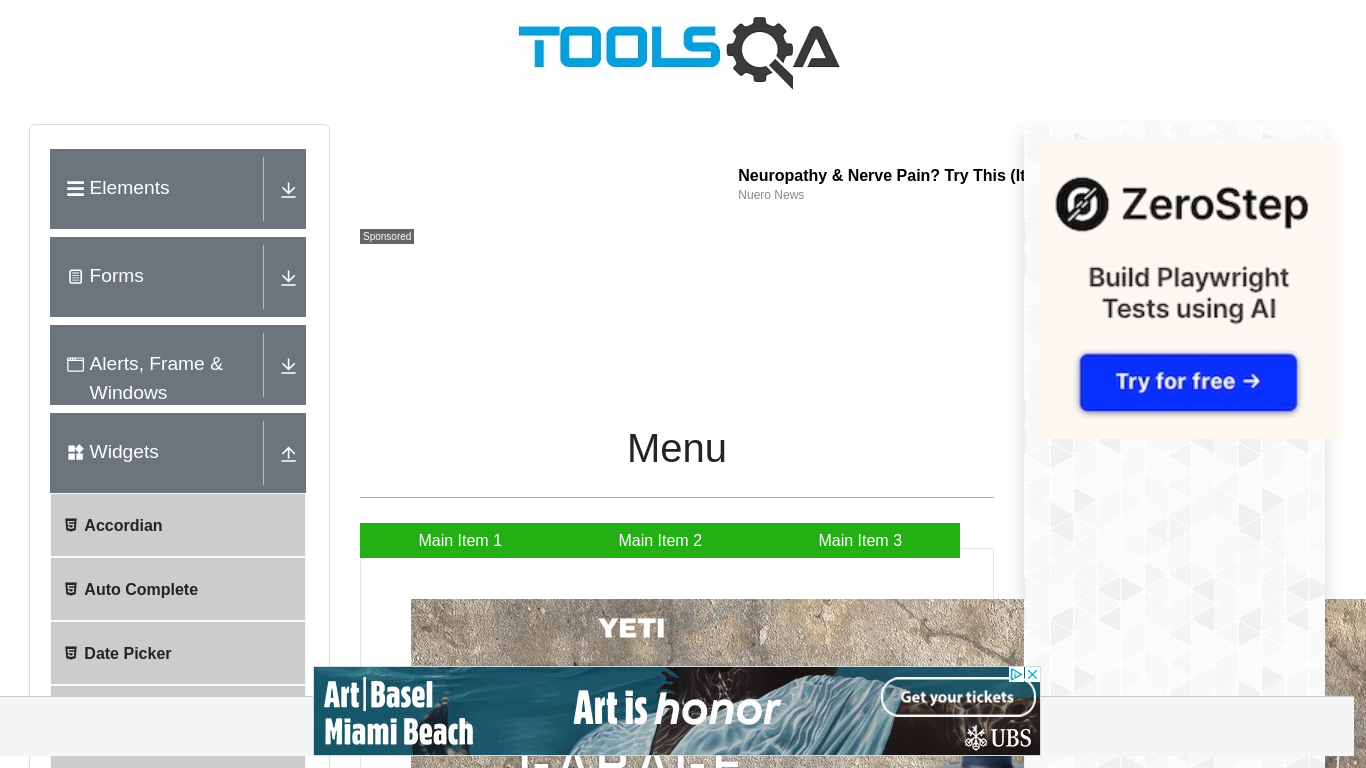 TOOLSQA
Elements
Forms
Alerts, Frame &
Windows
Widgets
Accordian
Auto Complete
Date Picker
Neuropathy & Nerve Pain? Try This (It
Nuero News
Sponsored
Menu
Main Item 1
Main Item 2
Main Item 3
YETI
ZeroStep
Build Playwright
Tests using AI
Try for free →
Art|Basel
Miami Beach
Art is honor
Get your tickets
UBS